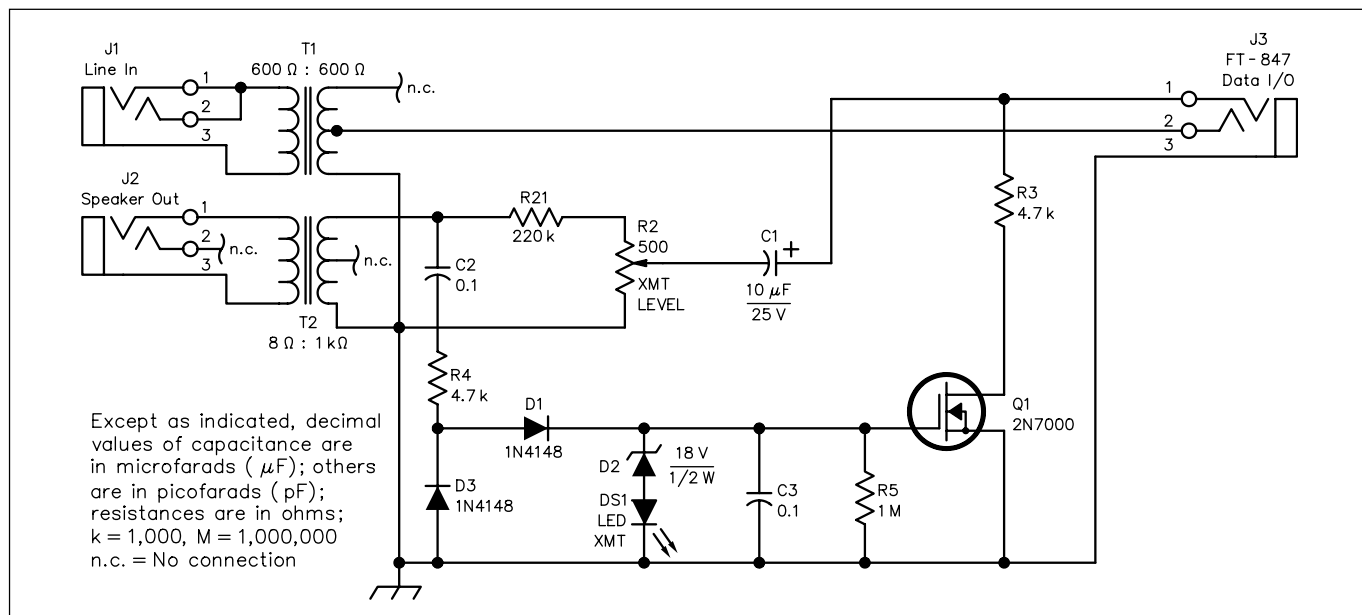 J1
Line In
1
2
3
T1
600 Ω : 600 Ω
n.c.
J3
FT-847
Data I/O
1
2
3
J2
Speaker Out
1
2
n.c.
3
n.c.
T2
8 Ω : 1 kΩ
R21
220 k
R2
500
XMT
LEVEL
C1
+
10 µF
25 V
R3
4.7 k
C2
0.1
R4
4.7 k
D1
1N4148
D3
1N4148
D2
18 V
1/2 W
DS1
LED
XMT
C3
0.1
R5
1 M
Q1
2N7000
Except as indicated, decimal
values of capacitance are
in microfarads ( µF); others
are in picofarads (pF);
resistances are in ohms;
k = 1,000, M = 1,000,000
n.c. = No connection